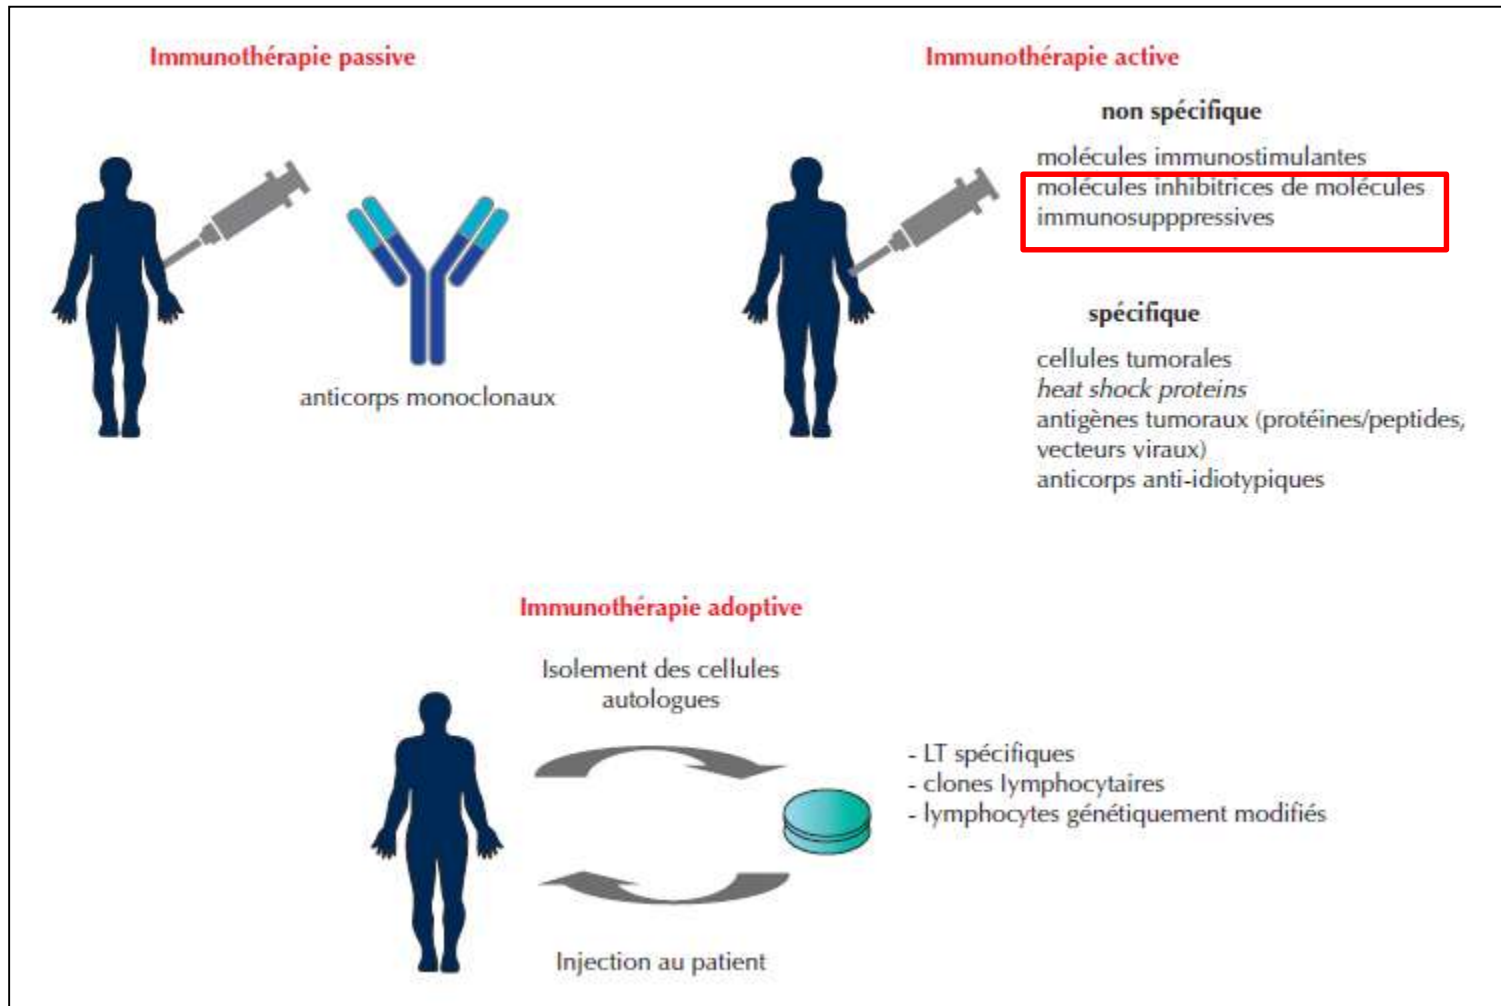 Immunothérapie passive
anticorps monoclonaux
Immunothérapie active
non spécifique
molécules immunostimulantes
molécules inhibitrices de molécules
immunosupppressives
spécifique
cellules tumorales
heat shock proteins
antigènes tumoraux (protéines/peptides,
vecteurs viraux)
anticorps anti-idiotypiques
Immunothérapie adoptive
Isolement des cellules
autologues
- LT spécifiques
- clones lymphocytaires
- lymphocytes génétiquement modifiés
Injection au patient